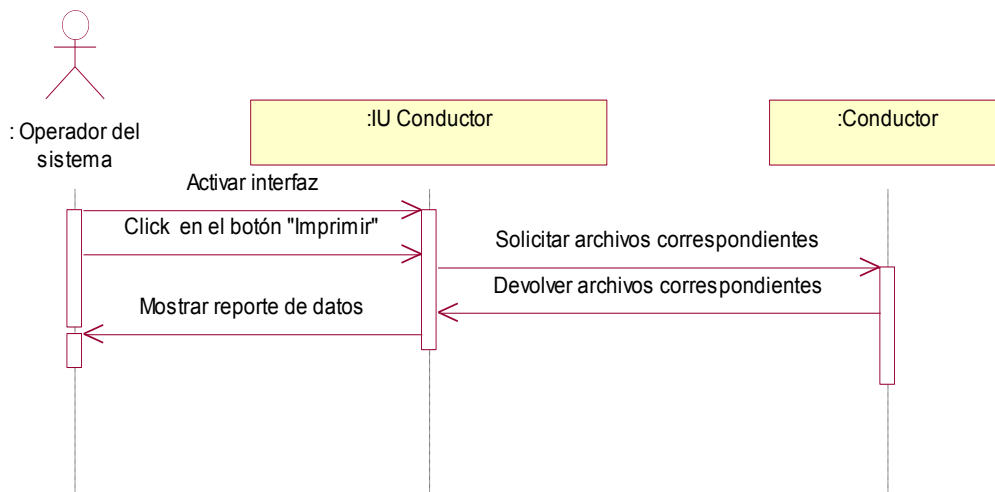 : Operador del
sistema
:IU Conductor
:Conductor
Activar interfaz
Click en el botón "Imprimir"
Solicitar archivos correspondientes
Devolver archivos correspondientes
Mostrar reporte de datos